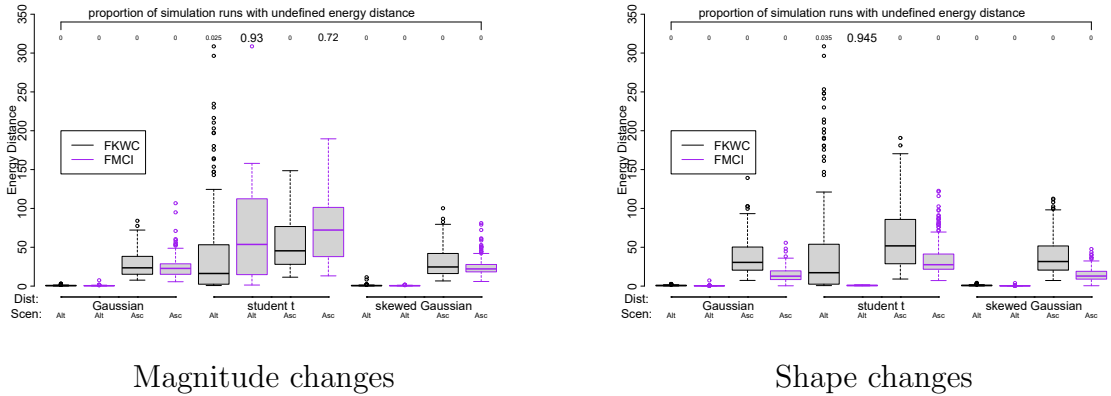 proportion of simulation runs with undefined energy distance
0 0 0 0 0.025 0.93 0 0.72 0 0 0 0
350
300
250
200
150
100
50
0
Energy Distance
FKWC
FMCI
Dist: Gaussian student t skewed Gaussian
Scen: Alt Alt Asc Asc Alt Alt Asc Asc Alt Alt Asc Asc
Magnitude changes
proportion of simulation runs with undefined energy distance
0 0 0 0 0.035 0.945 0 0 0 0 0 0
350
300
250
200
150
100
50
0
Energy Distance
FKWC
FMCI
Dist: Gaussian student t skewed Gaussian
Scen: Alt Alt Asc Asc Alt Alt Asc Asc Alt Alt Asc Asc
Shape changes